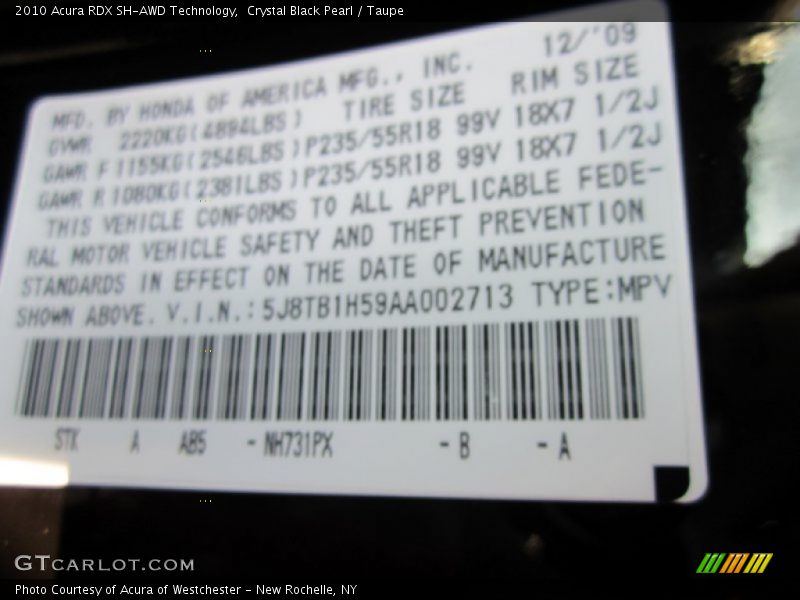 2010 Acura RDX SH-AWD Technology,  Crystal Black Pearl / Taupe
12/'09
MFD. BY HONDA OF AMERICA MFG., INC.
GVWR 2220KG(4894LBS) TIRE SIZE RIM SIZE
GAWR F 1155KG(2546LBS)P235/55R18 99V 18X7 1/2J
GAWR R 1080KG(2381LBS)P235/55R18 99V 18X7 1/2J
THIS VEHICLE CONFORMS TO ALL APPLICABLE FEDE-
RAL MOTOR VEHICLE SAFETY AND THEFT PREVENTION
STANDARDS IN EFFECT ON THE DATE OF MANUFACTURE
SHOWN ABOVE. V.I.N.:5J8TB1H59AA002713 TYPE:MPV
STK A AB5 -NH731PX -B -A
GTCARLOT.COM
Photo Courtesy of Acura of Westchester - New Rochelle, NY